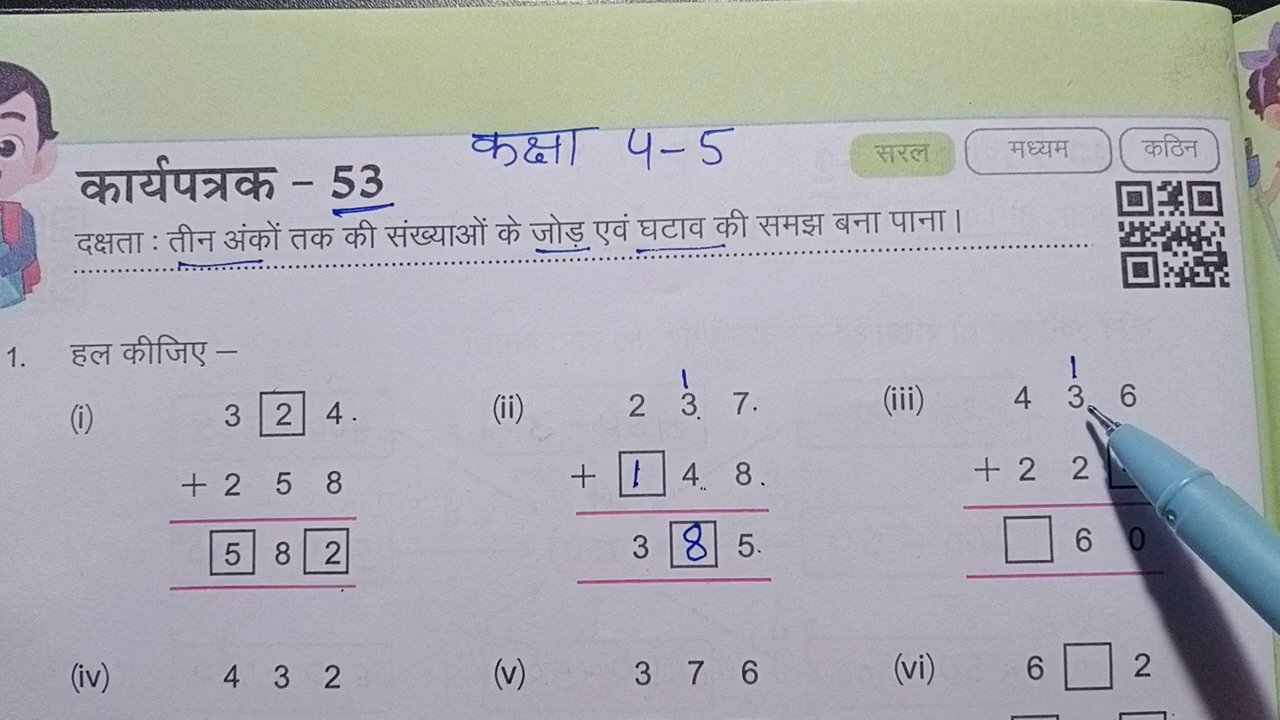 कक्षा 4-5
सरल मध्यम कठिन
कार्यपत्रक – 53
दक्षता : तीन अंकों तक की संख्याओं के जोड़ एवं घटाव की समझ बना पाना।
1. हल कीजिए –
1 1
(i) 3 2 4. (ii) 2 3 7. (iii) 4 3 6
+ 2 5 8 + 1 4 8. + 2 2
5 8 2 3 8 5. 6 0
(iv) 4 3 2 (v) 3 7 6 (vi) 6 2